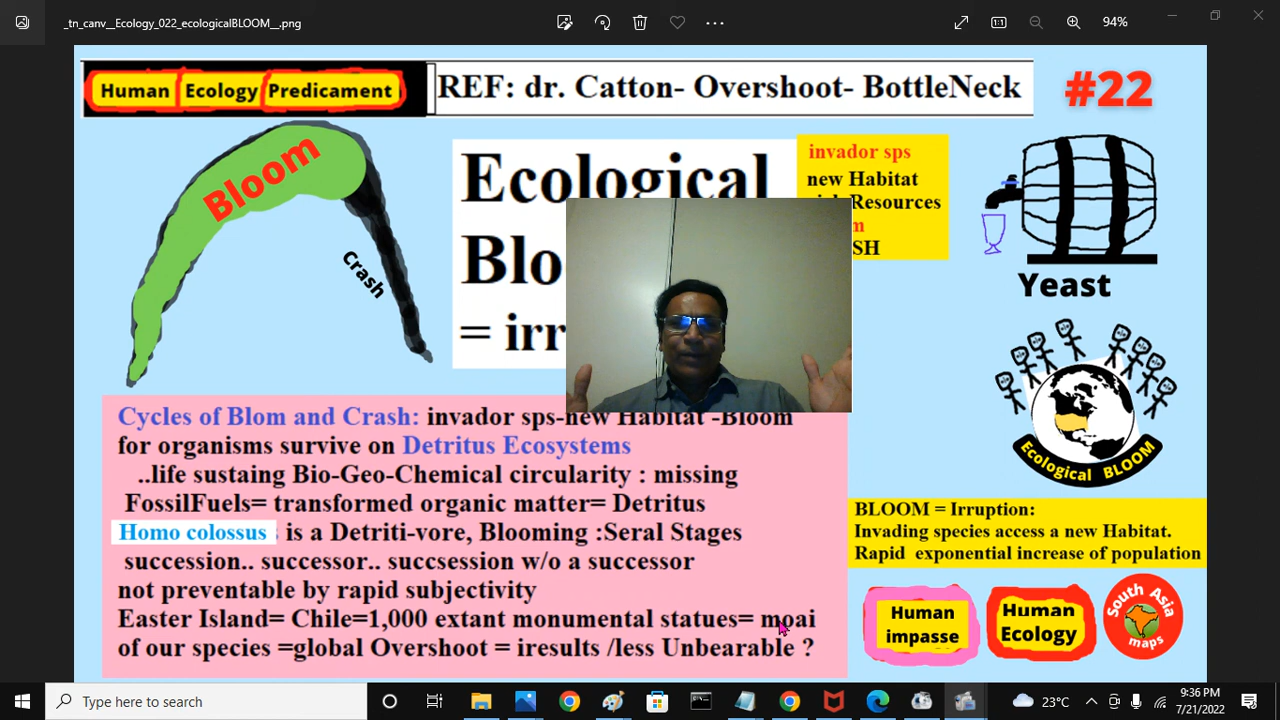 _tn_canv__Ecology_022_ecologicalBLOOM__.png
94%
Human Ecology Predicament
REF: dr. Catton- Overshoot- BottleNeck
#22
Bloom
Crash
Ecological
invador sps
new Habitat
Resources
Yeast
Cycles of Blom and Crash: invador sps-new Habitat -Bloom
for organisms survive on Detritus Ecosystems
..life sustaing Bio-Geo-Chemical circularity : missing
FossilFuels= transformed organic matter= Detritus
Homo colossus is a Detriti-vore, Blooming :Seral Stages
succession.. successor.. succsession w/o a successor
not preventable by rapid subjectivity
Easter Island= Chile=1,000 extant monumental statues= moai
of our species =global Overshoot = iresults /less Unbearable ?
Ecological BLOOM
BLOOM = Irruption:
Invading species access a new Habitat.
Rapid exponential increase of population
Human
impasse
Human
Ecology
South Asia
maps
Type here to search
23°C
9:36 PM
7/21/2022